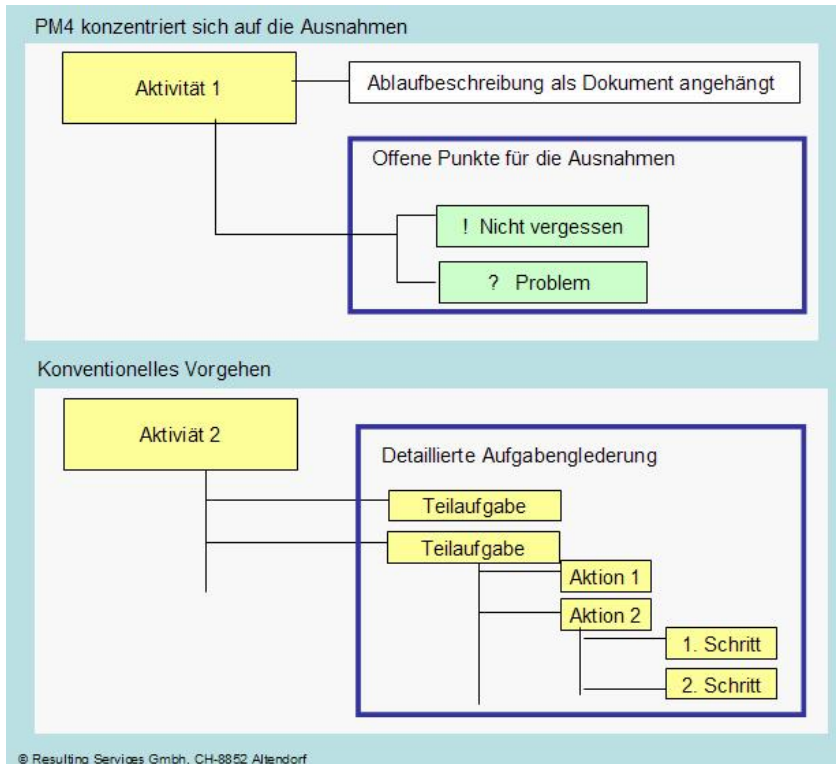 PM4 konzentriert sich auf die Ausnahmen
Aktivität 1
Ablaufbeschreibung als Dokument angehängt
Offene Punkte für die Ausnahmen
! Nicht vergessen
? Problem
Konventionelles Vorgehen
Aktiviät 2
Detaillierte Aufgabenglederung
Teilaufgabe
Teilaufgabe
Aktion 1
Aktion 2
1. Schritt
2. Schritt
© Resulting Services Gmbh, CH-8852 Altendorf